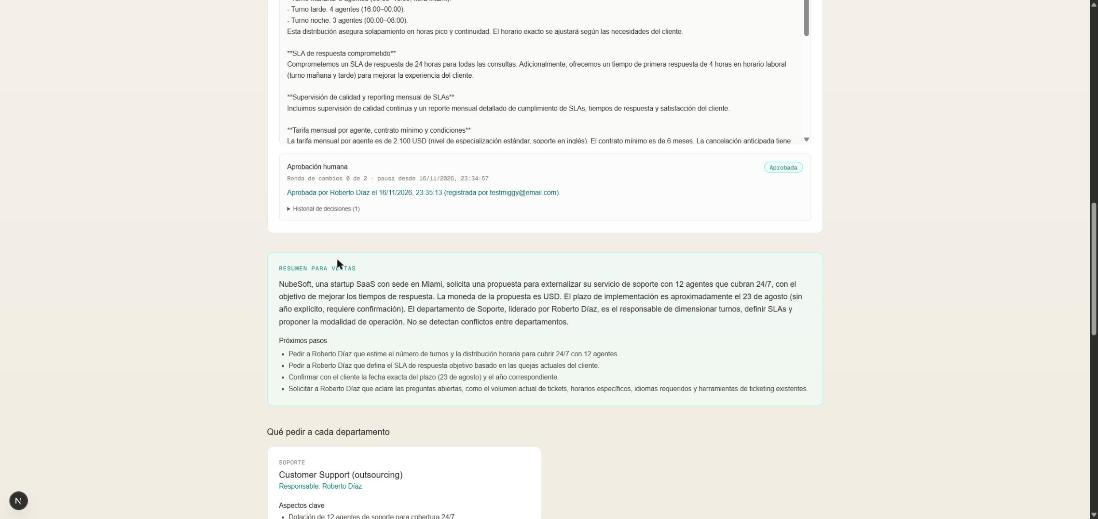 - Turno tarde: 4 agentes (16:00–00:00).
- Turno noche: 3 agentes (00:00–08:00).
Esta distribución asegura solapamiento en horas pico y continuidad. El horario exacto se ajustará según las necesidades del cliente.
**SLA de respuesta comprometido**
Comprometemos un SLA de respuesta de 24 horas para todas las consultas. Adicionalmente, ofrecemos un tiempo de primera respuesta de 4 horas en horario laboral
(turno mañana y tarde) para mejorar la experiencia del cliente.
**Supervisión de calidad y reporting mensual de SLAs**
Incluimos supervisión de calidad continua y un reporte mensual detallado de cumplimiento de SLAs, tiempos de respuesta y satisfacción del cliente.
**Tarifa mensual por agente, contrato mínimo y condiciones**
La tarifa mensual por agente es de 2.100 USD (nivel de especialización estándar, soporte en inglés). El contrato mínimo es de 6 meses. La cancelación anticipada tiene
Aprobación humana
Aprobada
Ronda de cambios 0 de 2 · pausa desde 16/11/2026, 23:34:57
Aprobada por Roberto Díaz el 16/11/2026, 23:35:13 (registrada por testmiggy@email.com)
▸ Historial de decisiones (1)
RESUMEN PARA VENTAS
NubeSoft, una startup SaaS con sede en Miami, solicita una propuesta para externalizar su servicio de soporte con 12 agentes que cubran 24/7, con el
objetivo de mejorar los tiempos de respuesta. La moneda de la propuesta es USD. El plazo de implementación es aproximadamente el 23 de agosto (sin
año explícito, requiere confirmación). El departamento de Soporte, liderado por Roberto Díaz, es el responsable de dimensionar turnos, definir SLAs y
proponer la modalidad de operación. No se detectan conflictos entre departamentos.
Próximos pasos
• Pedir a Roberto Díaz que estime el número de turnos y la distribución horaria para cubrir 24/7 con 12 agentes.
• Pedir a Roberto Díaz que defina el SLA de respuesta objetivo basado en las quejas actuales del cliente.
• Confirmar con el cliente la fecha exacta del plazo (23 de agosto) y el año correspondiente.
• Solicitar a Roberto Díaz que aclare las preguntas abiertas, como el volumen actual de tickets, horarios específicos, idiomas requeridos y herramientas de ticketing existentes.
Qué pedir a cada departamento
SOPORTE
Customer Support (outsourcing)
Responsable: Roberto Díaz
Aspectos clave
• Dotación de 12 agentes de soporte para cobertura 24/7
N